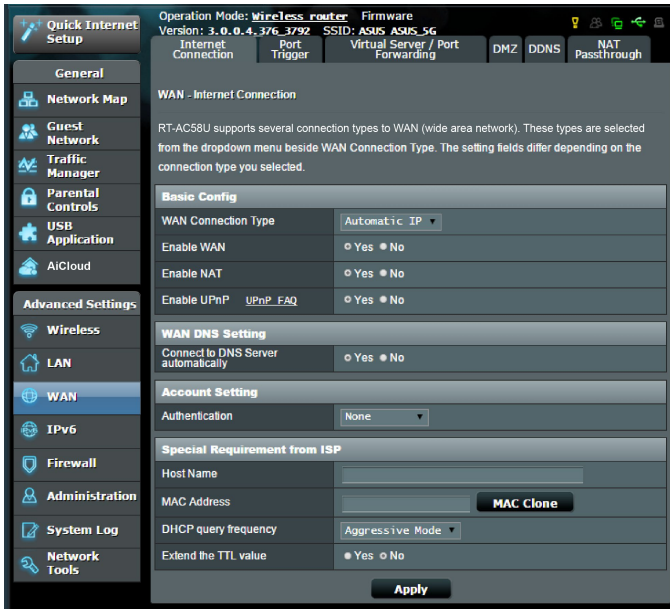 Quick Internet
Setup
Operation Mode: Wireless router Firmware
Version: 3.0.0.4.376_3792 SSID: ASUS ASUS_5G
Internet
Connection
Port
Trigger
Virtual Server / Port
Forwarding
DMZ
DDNS
NAT
Passthrough
General
Network Map
Guest
Network
Traffic
Manager
Parental
Controls
USB
Application
AiCloud
Advanced Settings
Wireless
LAN
WAN
IPv6
Firewall
Administration
System Log
Network
Tools
WAN - Internet Connection
RT-AC58U supports several connection types to WAN (wide area network). These types are selected
from the dropdown menu beside WAN Connection Type. The setting fields differ depending on the
connection type you selected.
Basic Config
WAN Connection Type Automatic IP
Enable WAN Yes No
Enable NAT Yes No
Enable UPnP UPnP FAQ Yes No
WAN DNS Setting
Connect to DNS Server
automatically Yes No
Account Setting
Authentication None
Special Requirement from ISP
Host Name
MAC Address MAC Clone
DHCP query frequency Aggressive Mode
Extend the TTL value Yes No
Apply